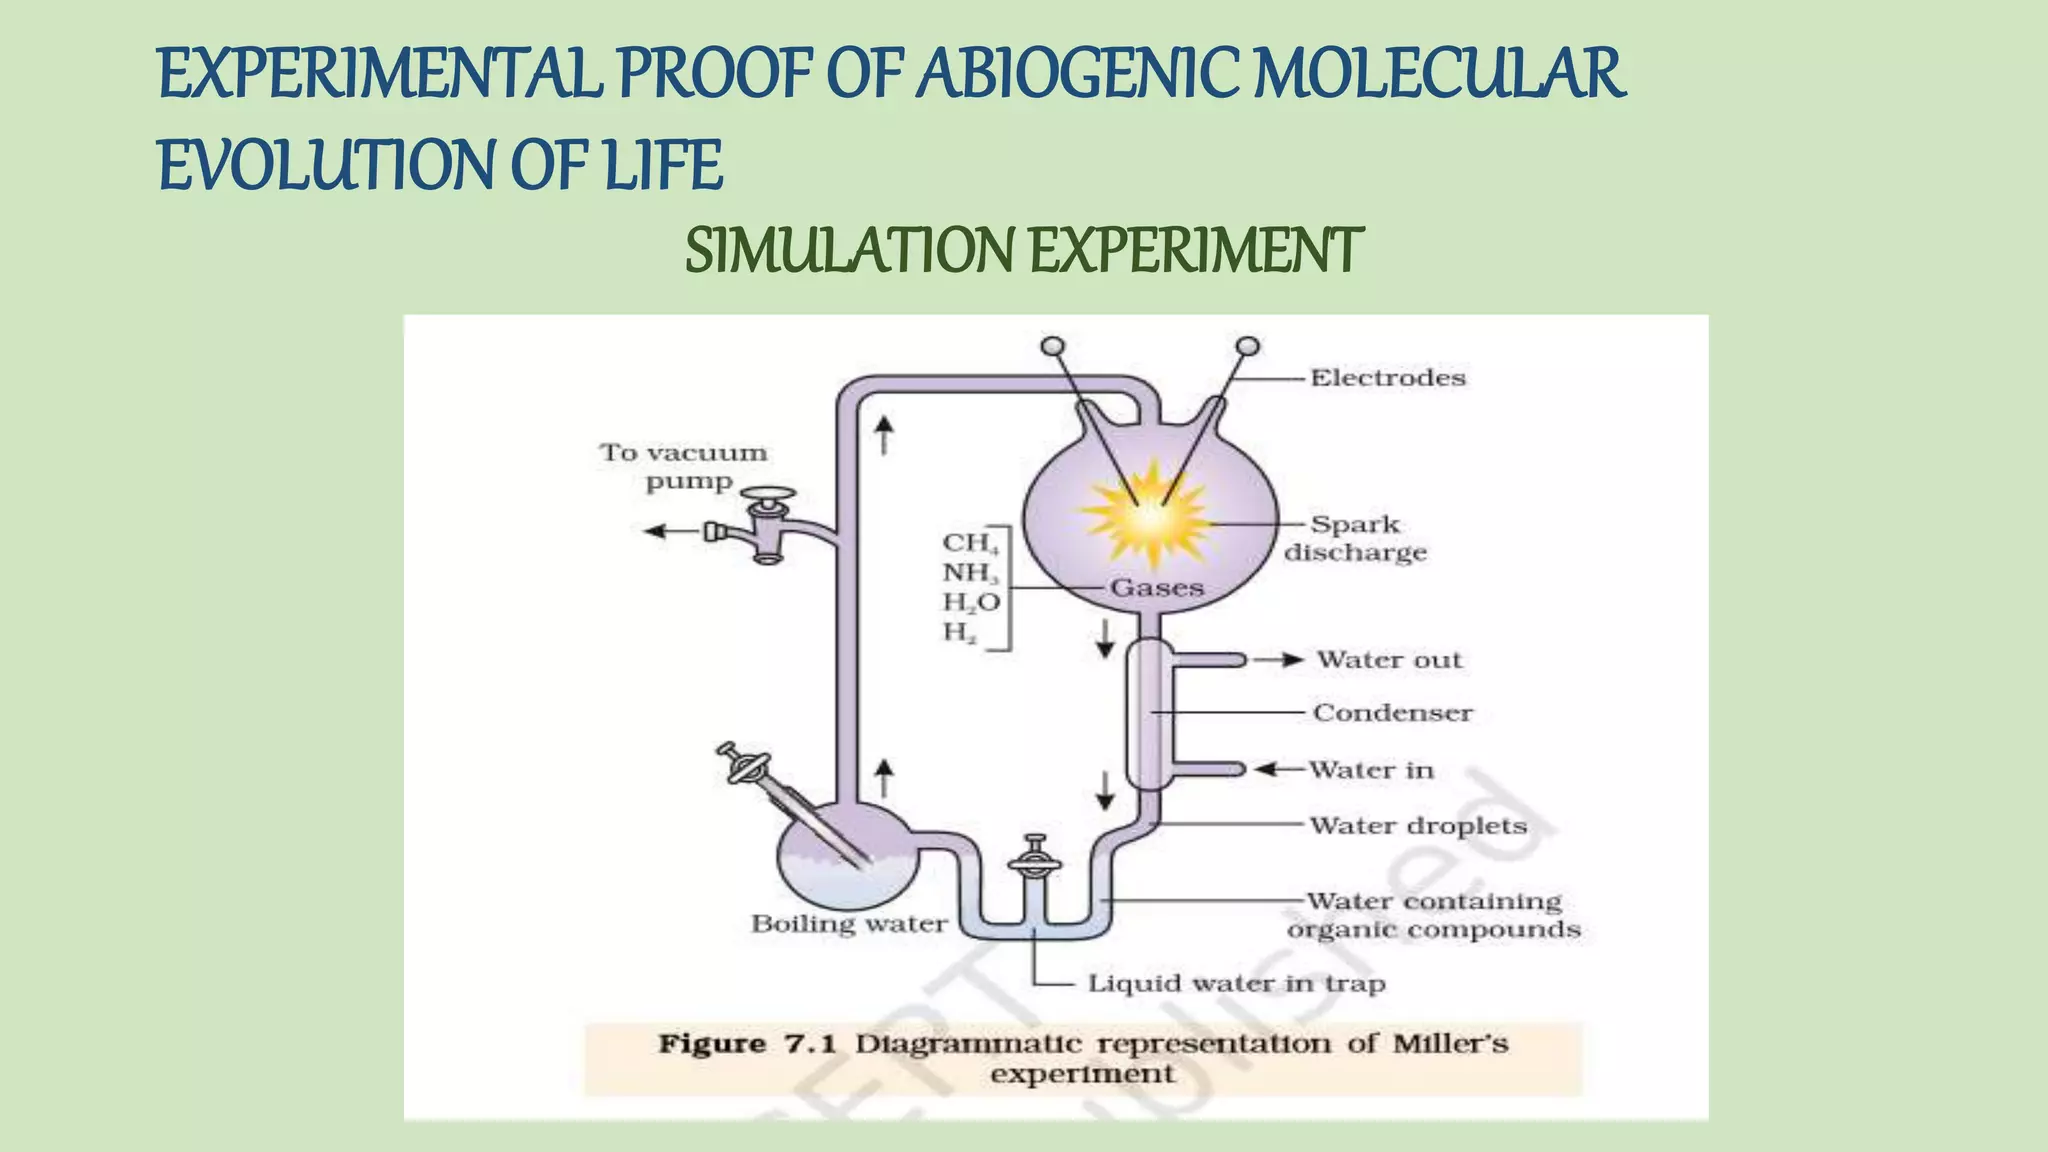 EXPERIMENTAL PROOF OF ABIOGENIC MOLECULAR
EVOLUTION OF LIFE
SIMULATION EXPERIMENT
Electrodes
To vacuum
pump
Spark
discharge
CH₄
NH₃
H₂O
H₂
Gases
Water out
Condenser
Water in
Water droplets
Water containing
organic compounds
Boiling water
Liquid water in trap
Figure 7.1 Diagrammatic representation of Miller's
experiment